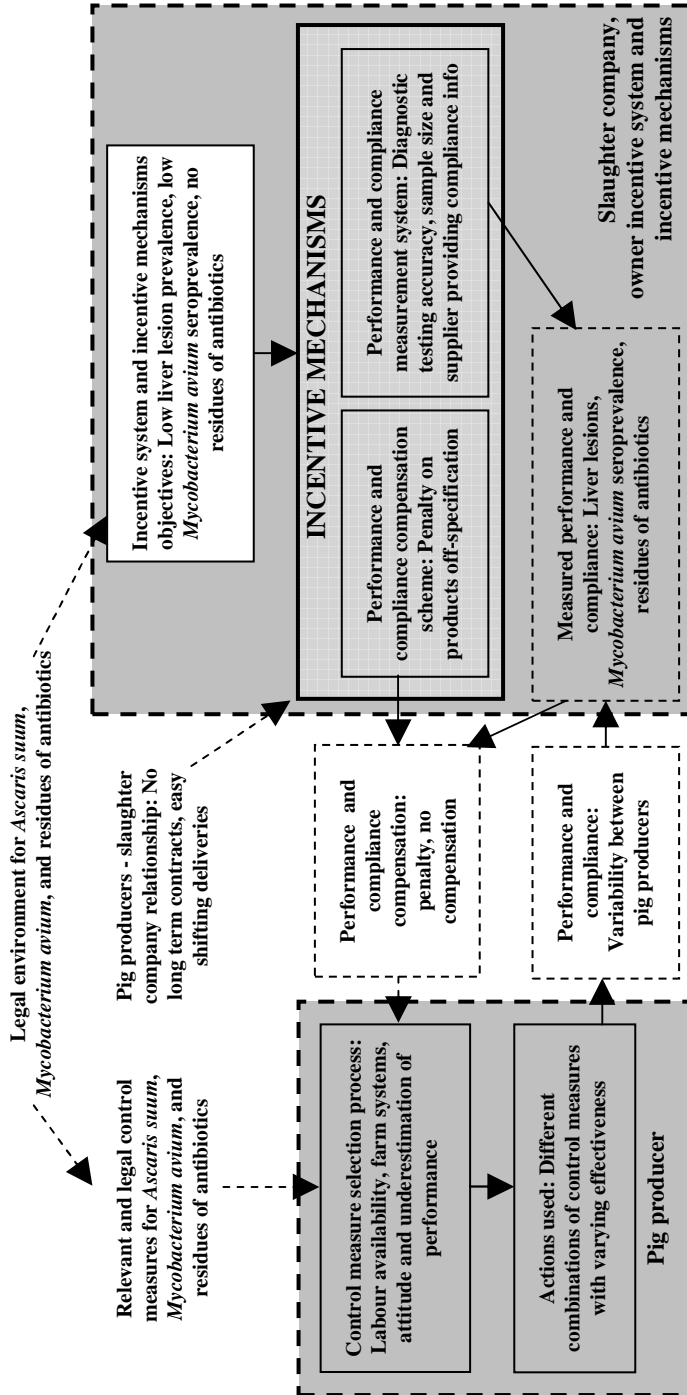 Legal environment for Ascaris suum,
Mycobacterium avium, and residues of antibiotics
Relevant and legal control
measures for Ascaris suum,
Mycobacterium avium, and
residues of antibiotics
Pig producers - slaughter
company relationship: No
long term contracts, easy
shifting deliveries
Incentive system and incentive mechanisms
objectives: Low liver lesion prevalence, low
Mycobacterium avium seroprevalence, no
residues of antibiotics
INCENTIVE MECHANISMS
Performance and
compliance compensation
scheme: Penalty on
products off-specification
Performance and compliance
measurement system: Diagnostic
testing accuracy, sample size and
supplier providing compliance info
Control measure selection process:
Labour availability, farm systems,
attitude and underestimation of
performance
Performance and
compliance
compensation:
penalty, no
compensation
Actions used: Different
combinations of control measures
with varying effectiveness
Performance and
compliance:
Variability between
pig producers
Measured performance and
compliance: Liver lesions,
Mycobacterium avium seroprevalence,
residues of antibiotics
Pig producer
Slaughter company,
owner incentive system and
incentive mechanisms